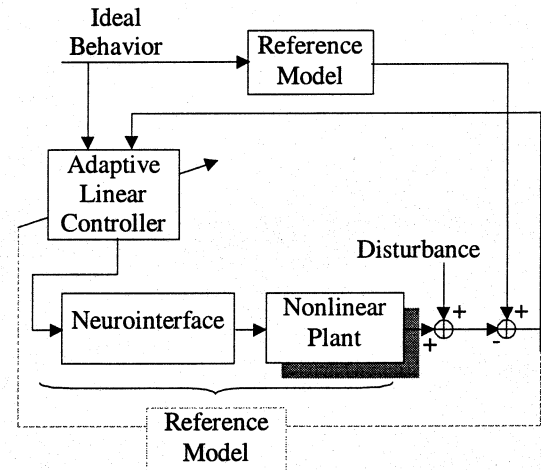 Ideal
Behavior
Reference
Model
Adaptive
Linear
Controller
Disturbance
+
+
Neurointerface
Nonlinear
Plant
+
-
Reference
Model